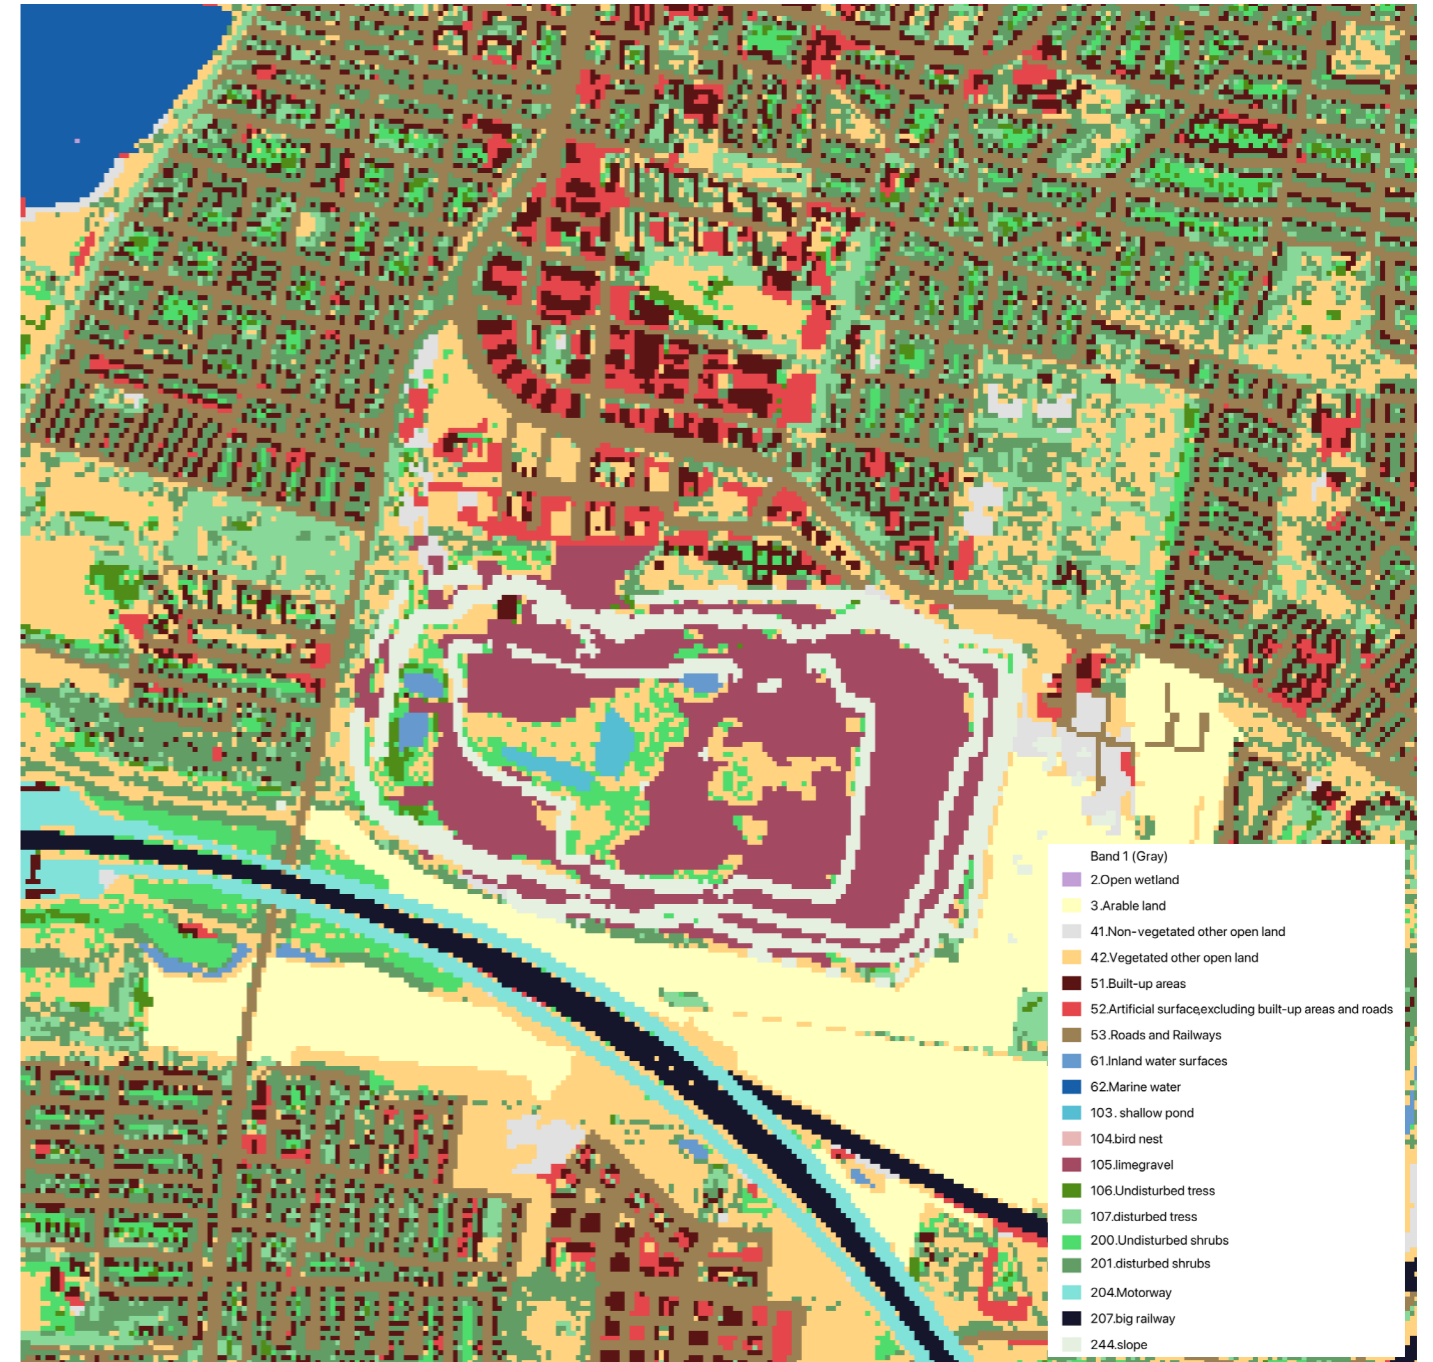 Band 1 (Gray)
2.Open wetland
3.Arable land
41.Non-vegetated other open land
42.Vegetated other open land
51.Built-up areas
52.Artificial surface,excluding built-up areas and roads
53.Roads and Railways
61.Inland water surfaces
62.Marine water
103. shallow pond
104.bird nest
105.limegravel
106.Undisturbed tress
107.disturbed tress
200.Undisturbed shrubs
201.disturbed shrubs
204.Motorway
207.big railway
244.slope